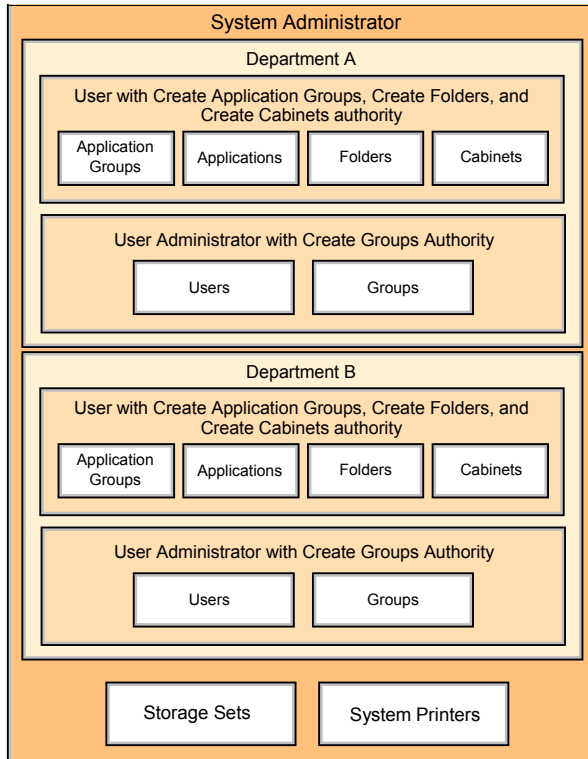 System Administrator
Department A
User with Create Application Groups, Create Folders, and
Create Cabinets authority
Application
Groups
Applications
Folders
Cabinets
User Administrator with Create Groups Authority
Users
Groups
Department B
User with Create Application Groups, Create Folders, and
Create Cabinets authority
Application
Groups
Applications
Folders
Cabinets
User Administrator with Create Groups Authority
Users
Groups
Storage Sets
System Printers